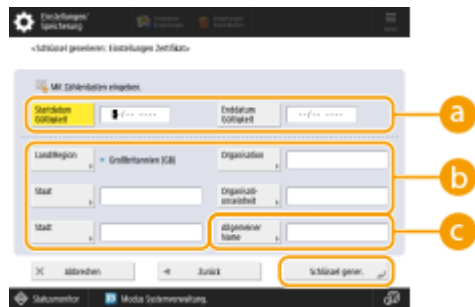 Einstellungen/
Speicherung
<Schlüssel generieren: Einstellungen Zertifikat>
Mit Zahlentasten eingeben.
Startdatum
Gültigkeit
Enddatum
Gültigkeit
a
Land/Region
Großbritannien (GB)
Organisation
b
Staat
Organisati-
onseinheit
Stadt
Allgemeiner
Name
c
Abbrechen
Zurück
Schlüssel gener.
Statusmonitor
Modus Systemverwaltung.